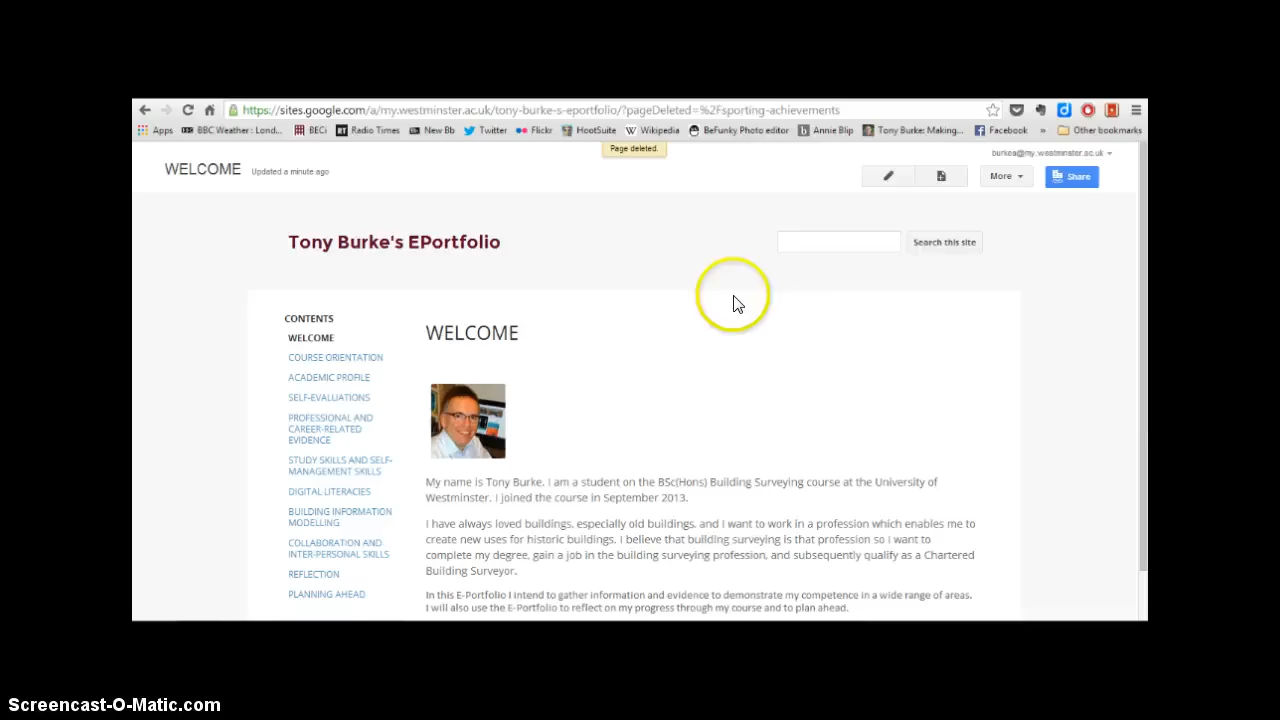 https://sites.google.com/a/my.westminster.ac.uk/tony-burke-s-eportfolio/?pageDeleted=%2Fsporting-achievements
Apps BBC Weather : Lond... BECi Radio Times New Bb Twitter Flickr HootSuite Wikipedia BeFunky Photo editor Annie Blip Tony Burke: Making... Facebook » Other bookmarks
Page deleted.
burkea@my.westminster.ac.uk
WELCOME Updated a minute ago
More Share
Tony Burke's EPortfolio
Search this site
CONTENTS
WELCOME
COURSE ORIENTATION
ACADEMIC PROFILE
SELF-EVALUATIONS
PROFESSIONAL AND
CAREER-RELATED
EVIDENCE
STUDY SKILLS AND SELF-
MANAGEMENT SKILLS
DIGITAL LITERACIES
BUILDING INFORMATION
MODELLING
COLLABORATION AND
INTER-PERSONAL SKILLS
REFLECTION
PLANNING AHEAD
WELCOME
My name is Tony Burke. I am a student on the BSc(Hons) Building Surveying course at the University of
Westminster. I joined the course in September 2013.
I have always loved buildings, especially old buildings, and I want to work in a profession which enables me to
create new uses for historic buildings. I believe that building surveying is that profession so I want to
complete my degree, gain a job in the building surveying profession, and subsequently qualify as a Chartered
Building Surveyor.
In this E-Portfolio I intend to gather information and evidence to demonstrate my competence in a wide range of areas.
I will also use the E-Portfolio to reflect on my progress through my course and to plan ahead.
Screencast-O-Matic.com